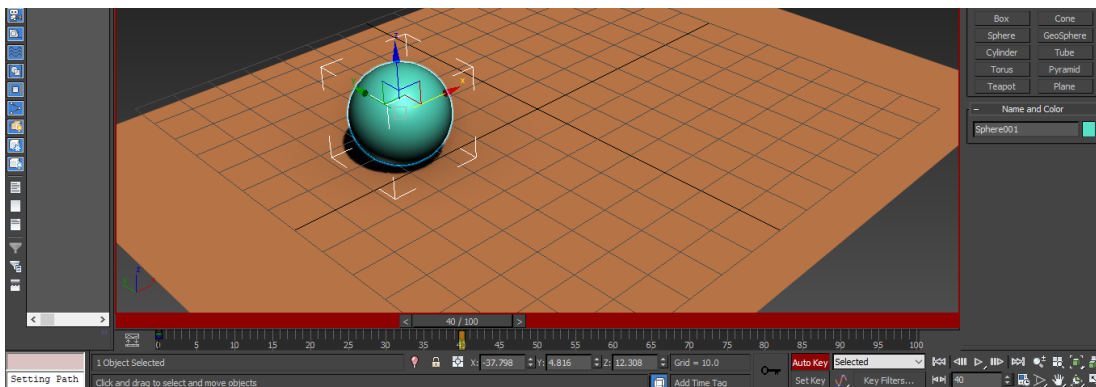 Box Cone
Sphere GeoSphere
Cylinder Tube
Torus Pyramid
Teapot Plane
Name and Color
Sphere001
z
x
y
z
< >
< 40 / 100 >
0 5 10 15 20 25 30 35 40 45 50 55 60 65 70 75 80 85 90 95 100
1 Object Selected X: -37.798 Y: 4.816 Z: 12.308 Grid = 10.0 Auto Key Selected
Setting Path Click and drag to select and move objects Add Time Tag Set Key Key Filters... 40